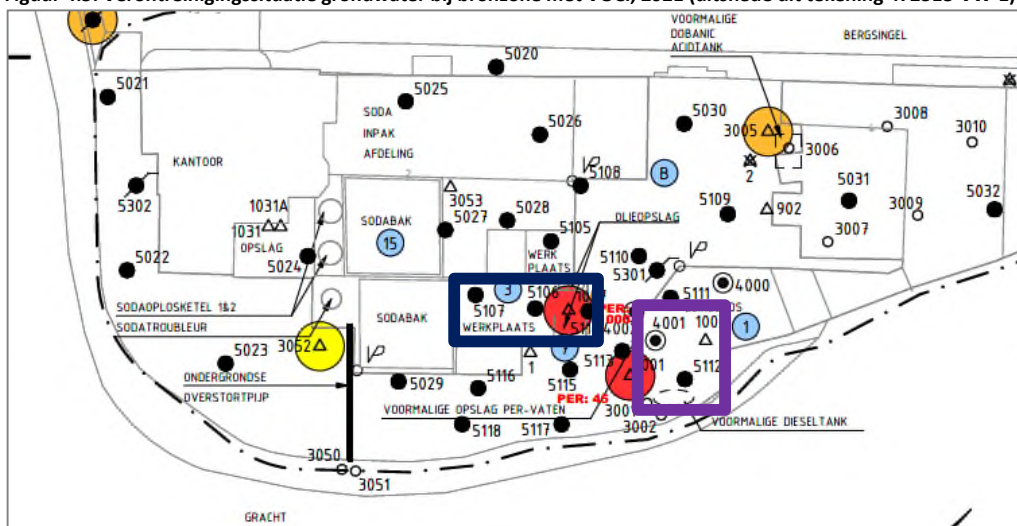 VOORMALIGE
DOBANIC
ACIDTANK
BERGSINGEL
5020
5021
5025
SODA
INPAK
AFDELING
5026
5030
3005
3006
3008
3010
KANTOOR
5108
B
2
5031
5032
5302
1031A
1031
OPSLAG
3053
5027
5028
5109
902
3009
3007
SODABAK
15
OLIEOPSLAG
5105
WERK
PLAATS
5110
5301
5022
5024
4000
5111
SODAOPLOSKETEL 1&2
SODATROUBLEUR
SODABAK
3
5106
5107
WERKPLAATS
PER:
4001
100
1
3052
5023
5113
5112
1
7
5115
5116
5029
ONDERGRONDSE
OVERSTORTPIJP
PER: 45
VOORMALIGE OPSLAG PER-VATEN
3002
VOORMALIGE DIESELTANK
5118
5117
3050
3051
GRACHT